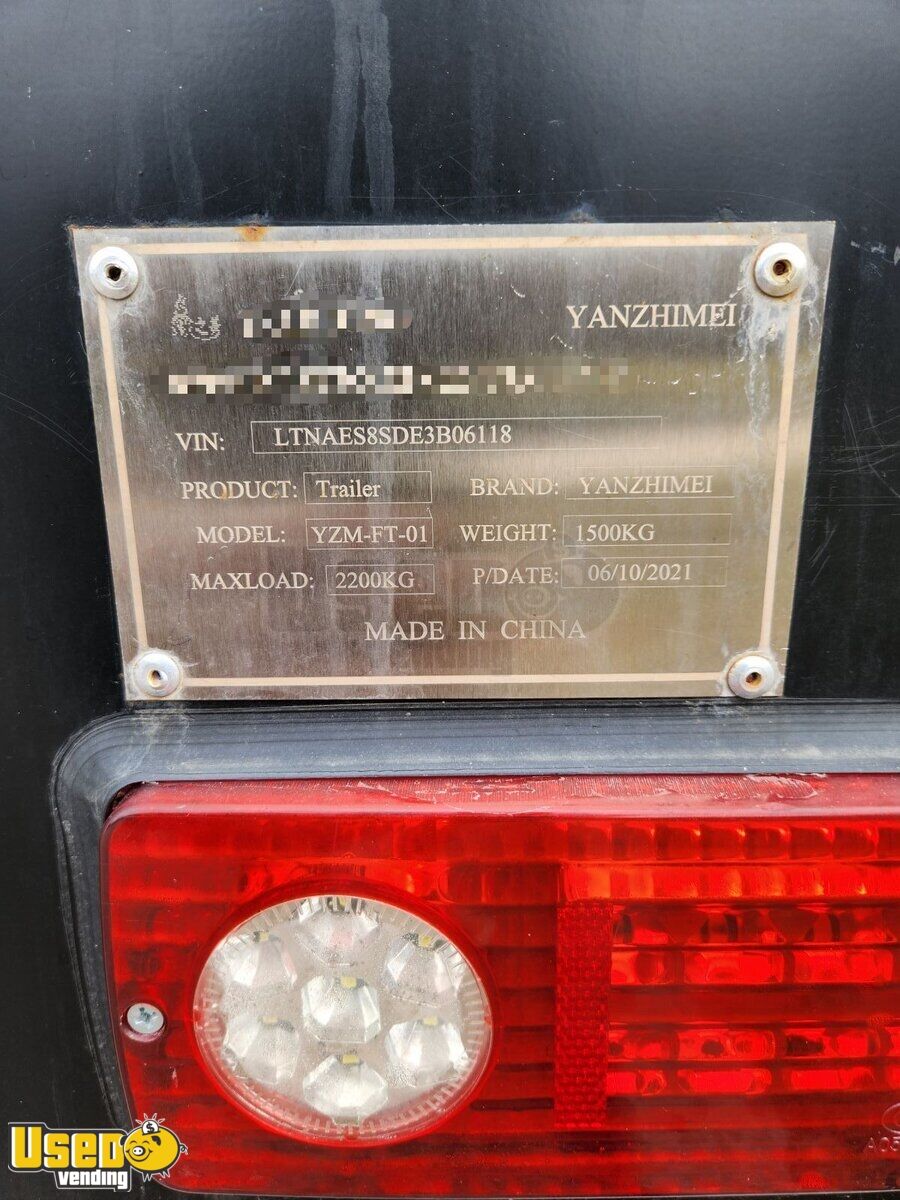 YANZHIMEI
VIN: LTNAES8SDE3B06118
PRODUCT: Trailer BRAND: YANZHIMEI
MODEL: YZM-FT-01 WEIGHT: 1500KG
MAXLOAD: 2200KG P/DATE: 06/10/2021
MADE IN CHINA
USED
vending